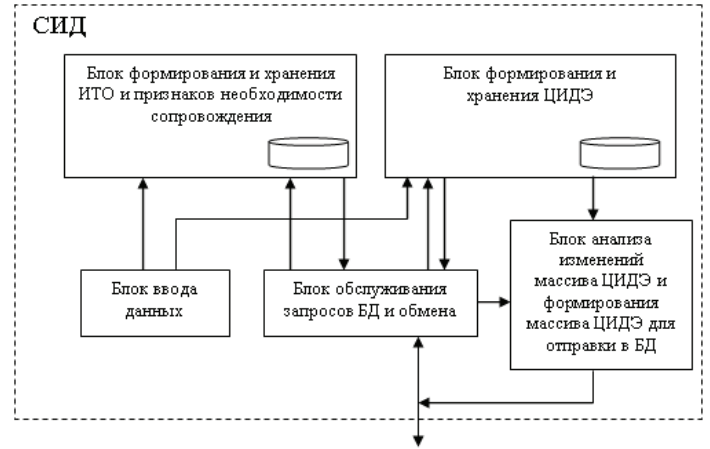 СИД
Блок формирования и хранения
ИТО и признаков необходимости
сопровождения
Блок формирования и
хранения ЦИДЭ
Блок ввода
данных
Блок обслуживания
запросов БД и обмена
Блок анализа
изменений
массива ЦИДЭ и
формирования
массива ЦИДЭ для
отправки в БД